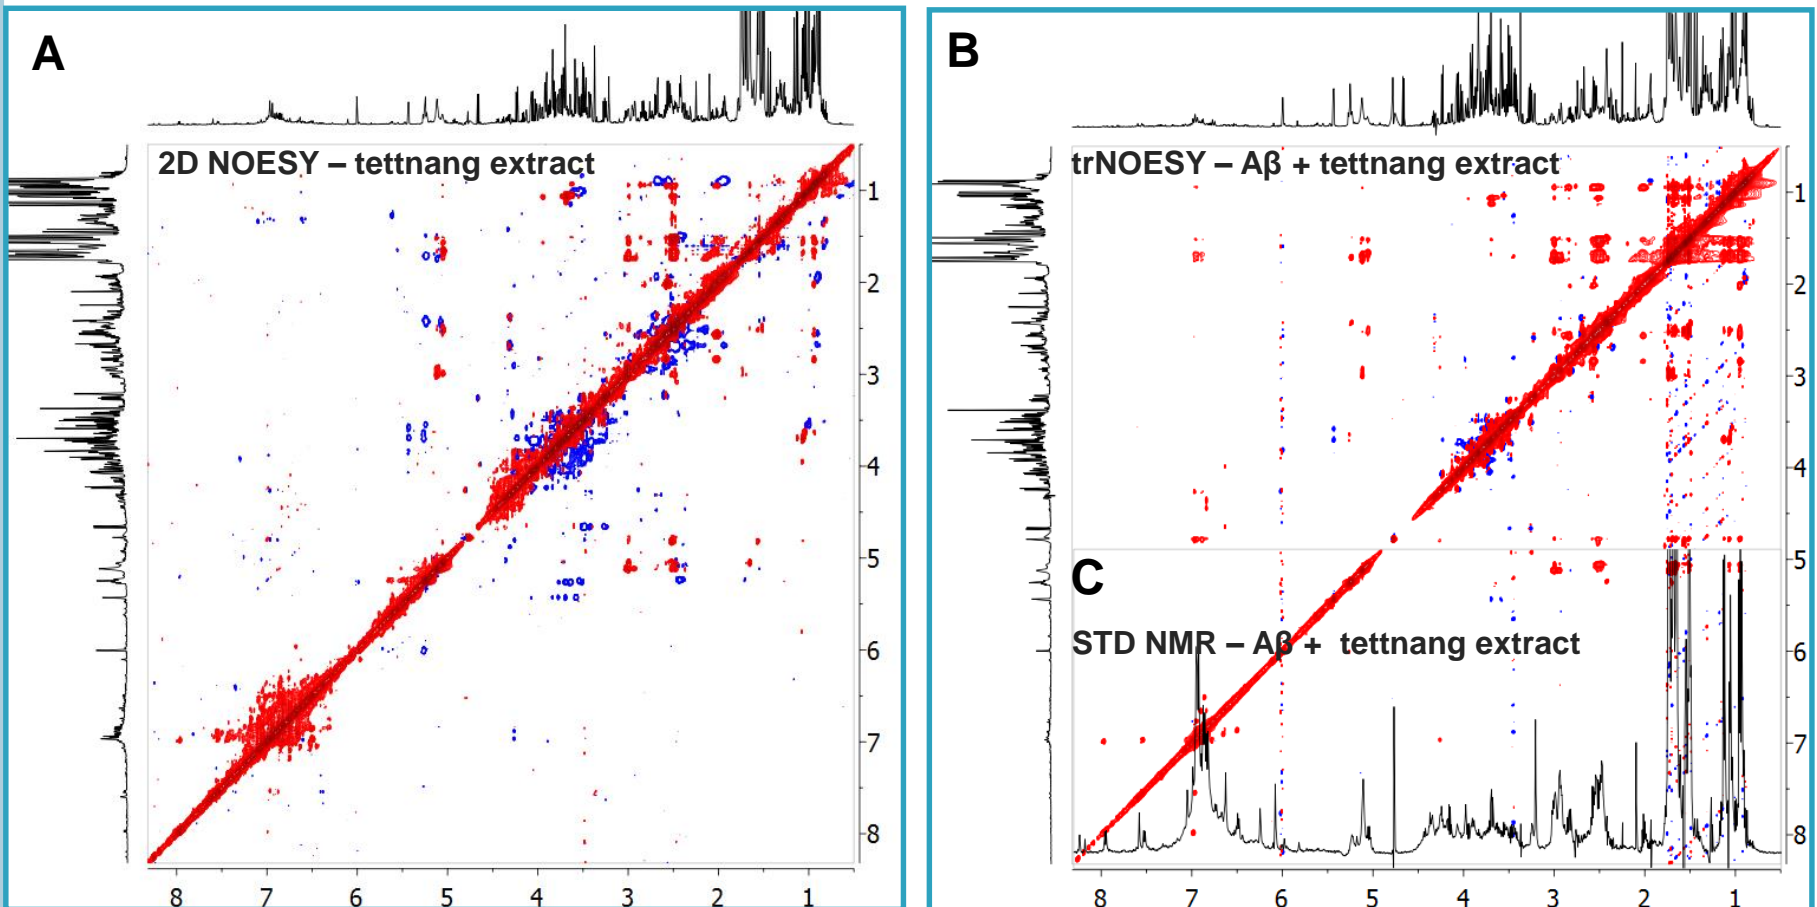 A
2D NOESY – tettnang extract
1
2
3
4
5
6
7
8
8 7 6 5 4 3 2 1
B
trNOESY – Aβ + tettnang extract
1
2
3
4
5
C
STD NMR – Aβ + tettnang extract
6
7
8
8 7 6 5 4 3 2 1